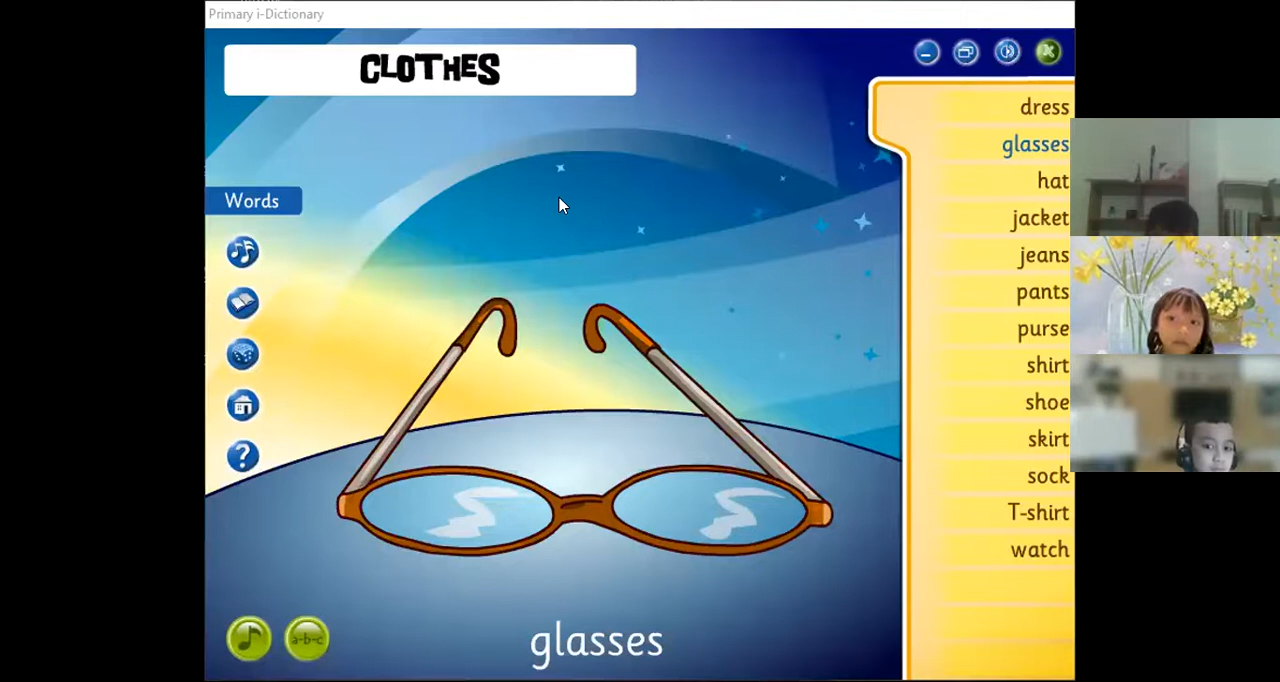 Primary i-Dictionary
CLOTHES
Words
dress
glasses
hat
jacket
jeans
pants
purse
shirt
shoe
skirt
sock
T-shirt
watch
?
a-b-c
glasses